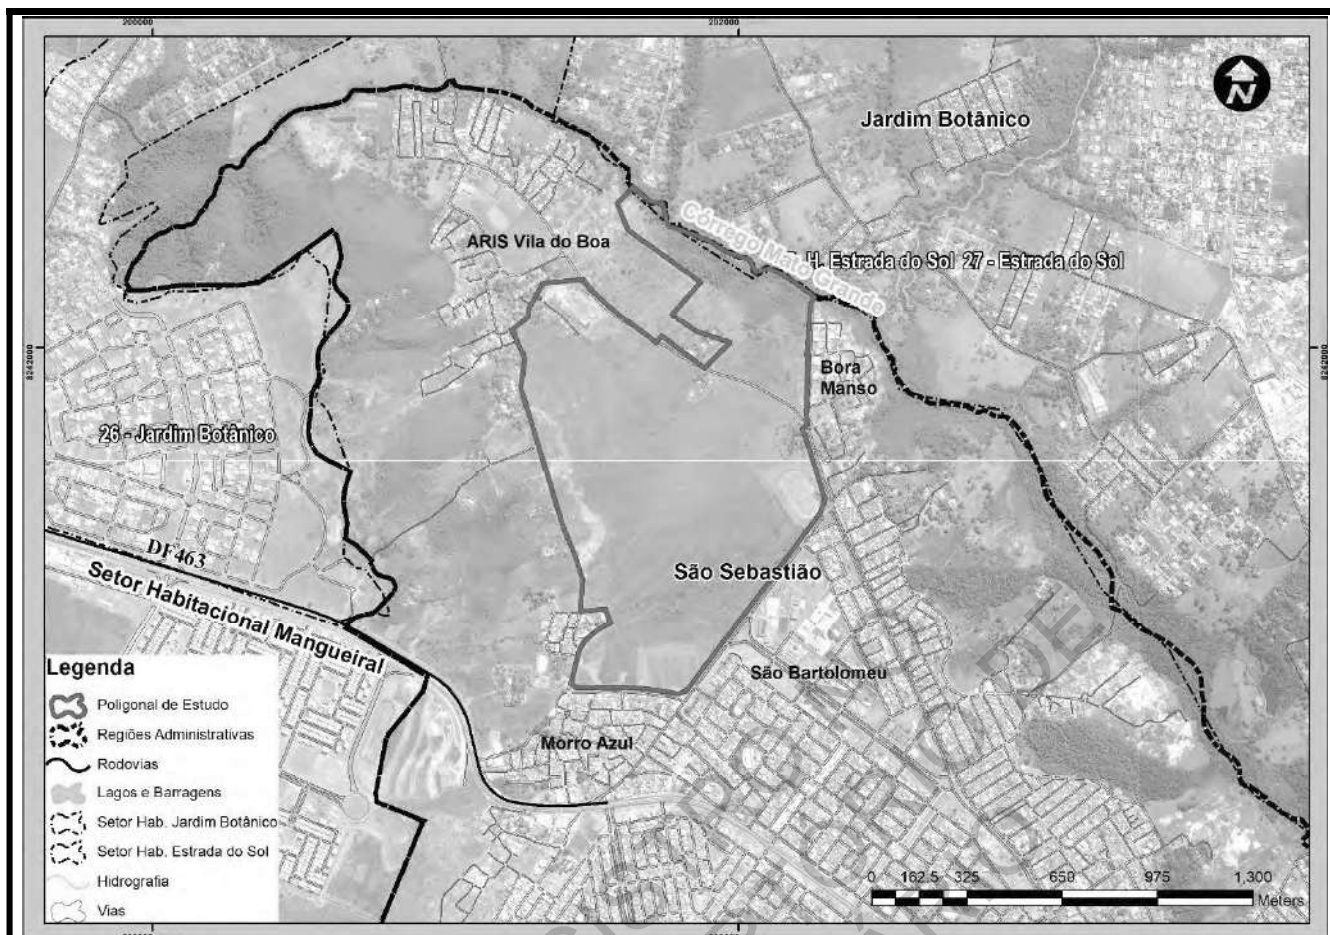 200000
202000
N
Jardim Botânico
Córrego Mato Grande
ARIS Vila do Boa
H. Estrada do Sol 27 - Estrada do Sol
8242000
8242000
Bora
Manso
26 - Jardim Botânico
DF463
São Sebastião
Setor Habitacional Mangueiral
São Bartolomeu
Morro Azul
Legenda
Poligonal de Estudo
Regiões Administrativas
Rodovias
Lagos e Barragens
Setor Hab. Jardim Botânico
Setor Hab. Estrada do Sol
Hidrografia
Vias
0 162.5 325 650 975 1,300
Meters